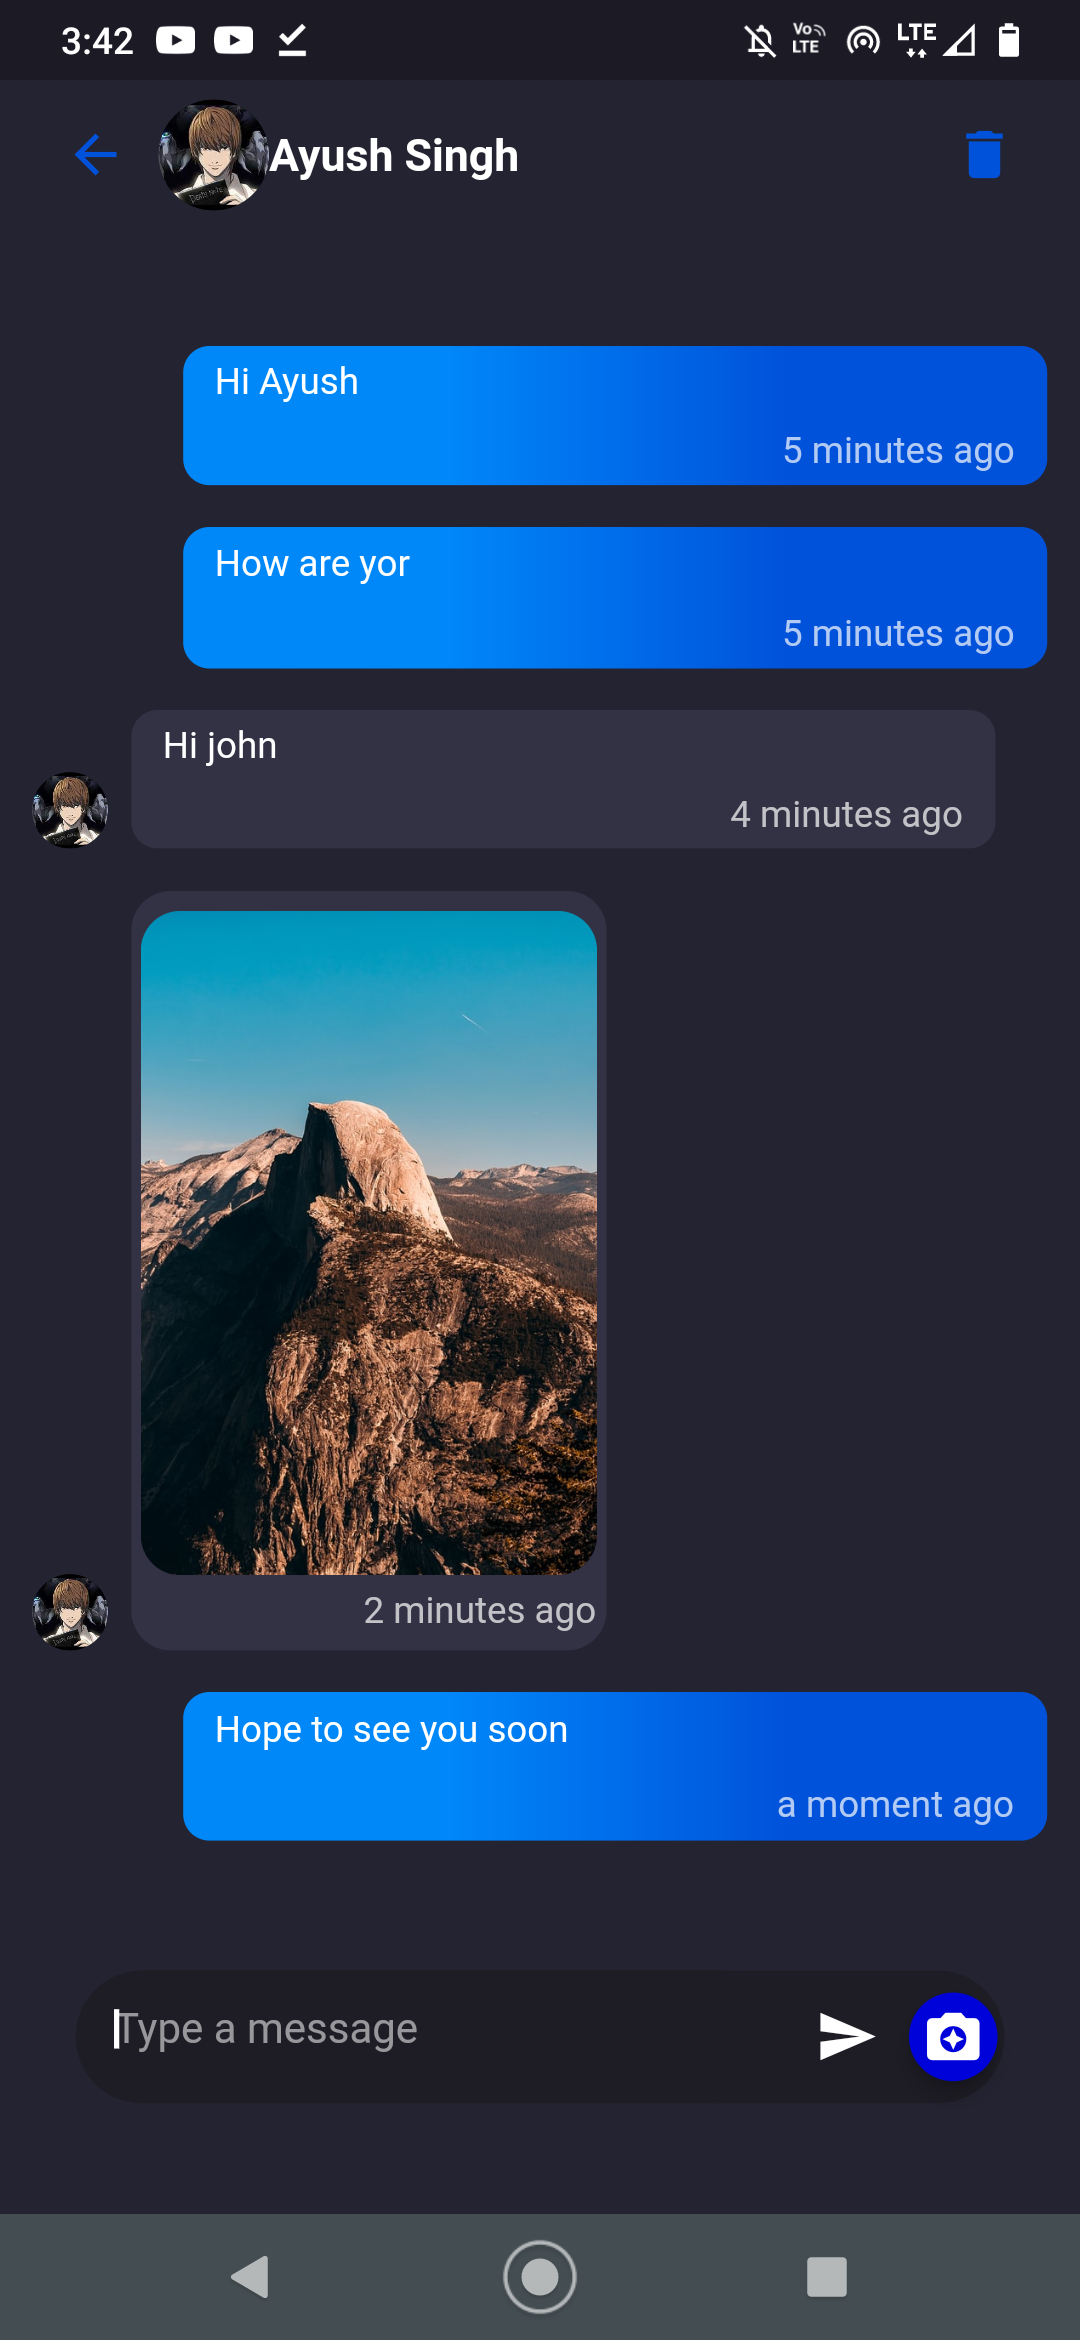 3:42
Vo LTE
LTE
Ayush Singh
Hi Ayush
5 minutes ago
How are yor
5 minutes ago
Hi john
4 minutes ago
2 minutes ago
Hope to see you soon
a moment ago
Type a message